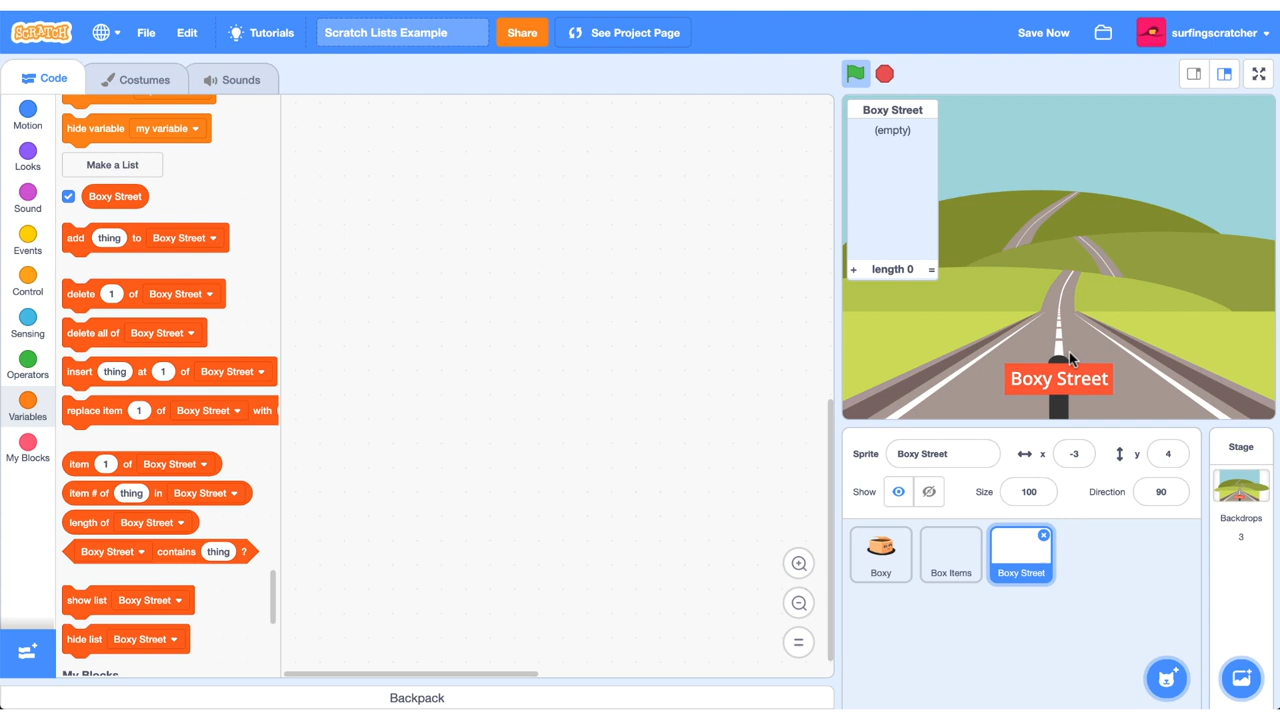 SCRATCH
File
Edit
Tutorials
Scratch Lists Example
Share
See Project Page
Save Now
surfingscratcher
Code
Costumes
Sounds
Motion
Looks
Sound
Events
Control
Sensing
Operators
Variables
My Blocks
hide variable my variable
Make a List
Boxy Street
add thing to Boxy Street
delete 1 of Boxy Street
delete all of Boxy Street
insert thing at 1 of Boxy Street
replace item 1 of Boxy Street with
item 1 of Boxy Street
item # of thing in Boxy Street
length of Boxy Street
Boxy Street contains thing ?
show list Boxy Street
hide list Boxy Street
My Blocks
Backpack
Boxy Street
(empty)
+ length 0 =
Boxy Street
Sprite Boxy Street x -3 y 4
Show Size 100 Direction 90
Boxy
Box Items
Boxy Street
Stage
Backdrops
3